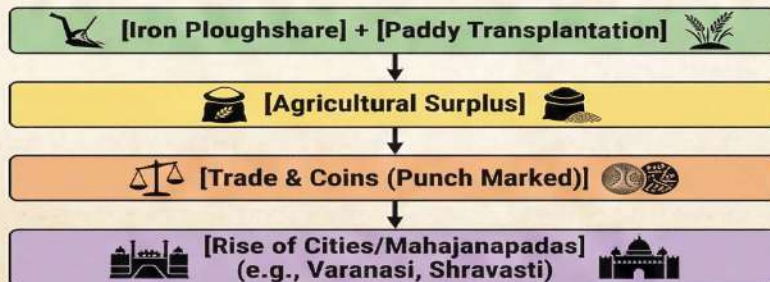 [Iron Ploughshare] + [Paddy Transplantation]
[Agricultural Surplus]
[Trade & Coins (Punch Marked)]
[Rise of Cities/Mahajanapadas]
(e.g., Varanasi, Shravasti)